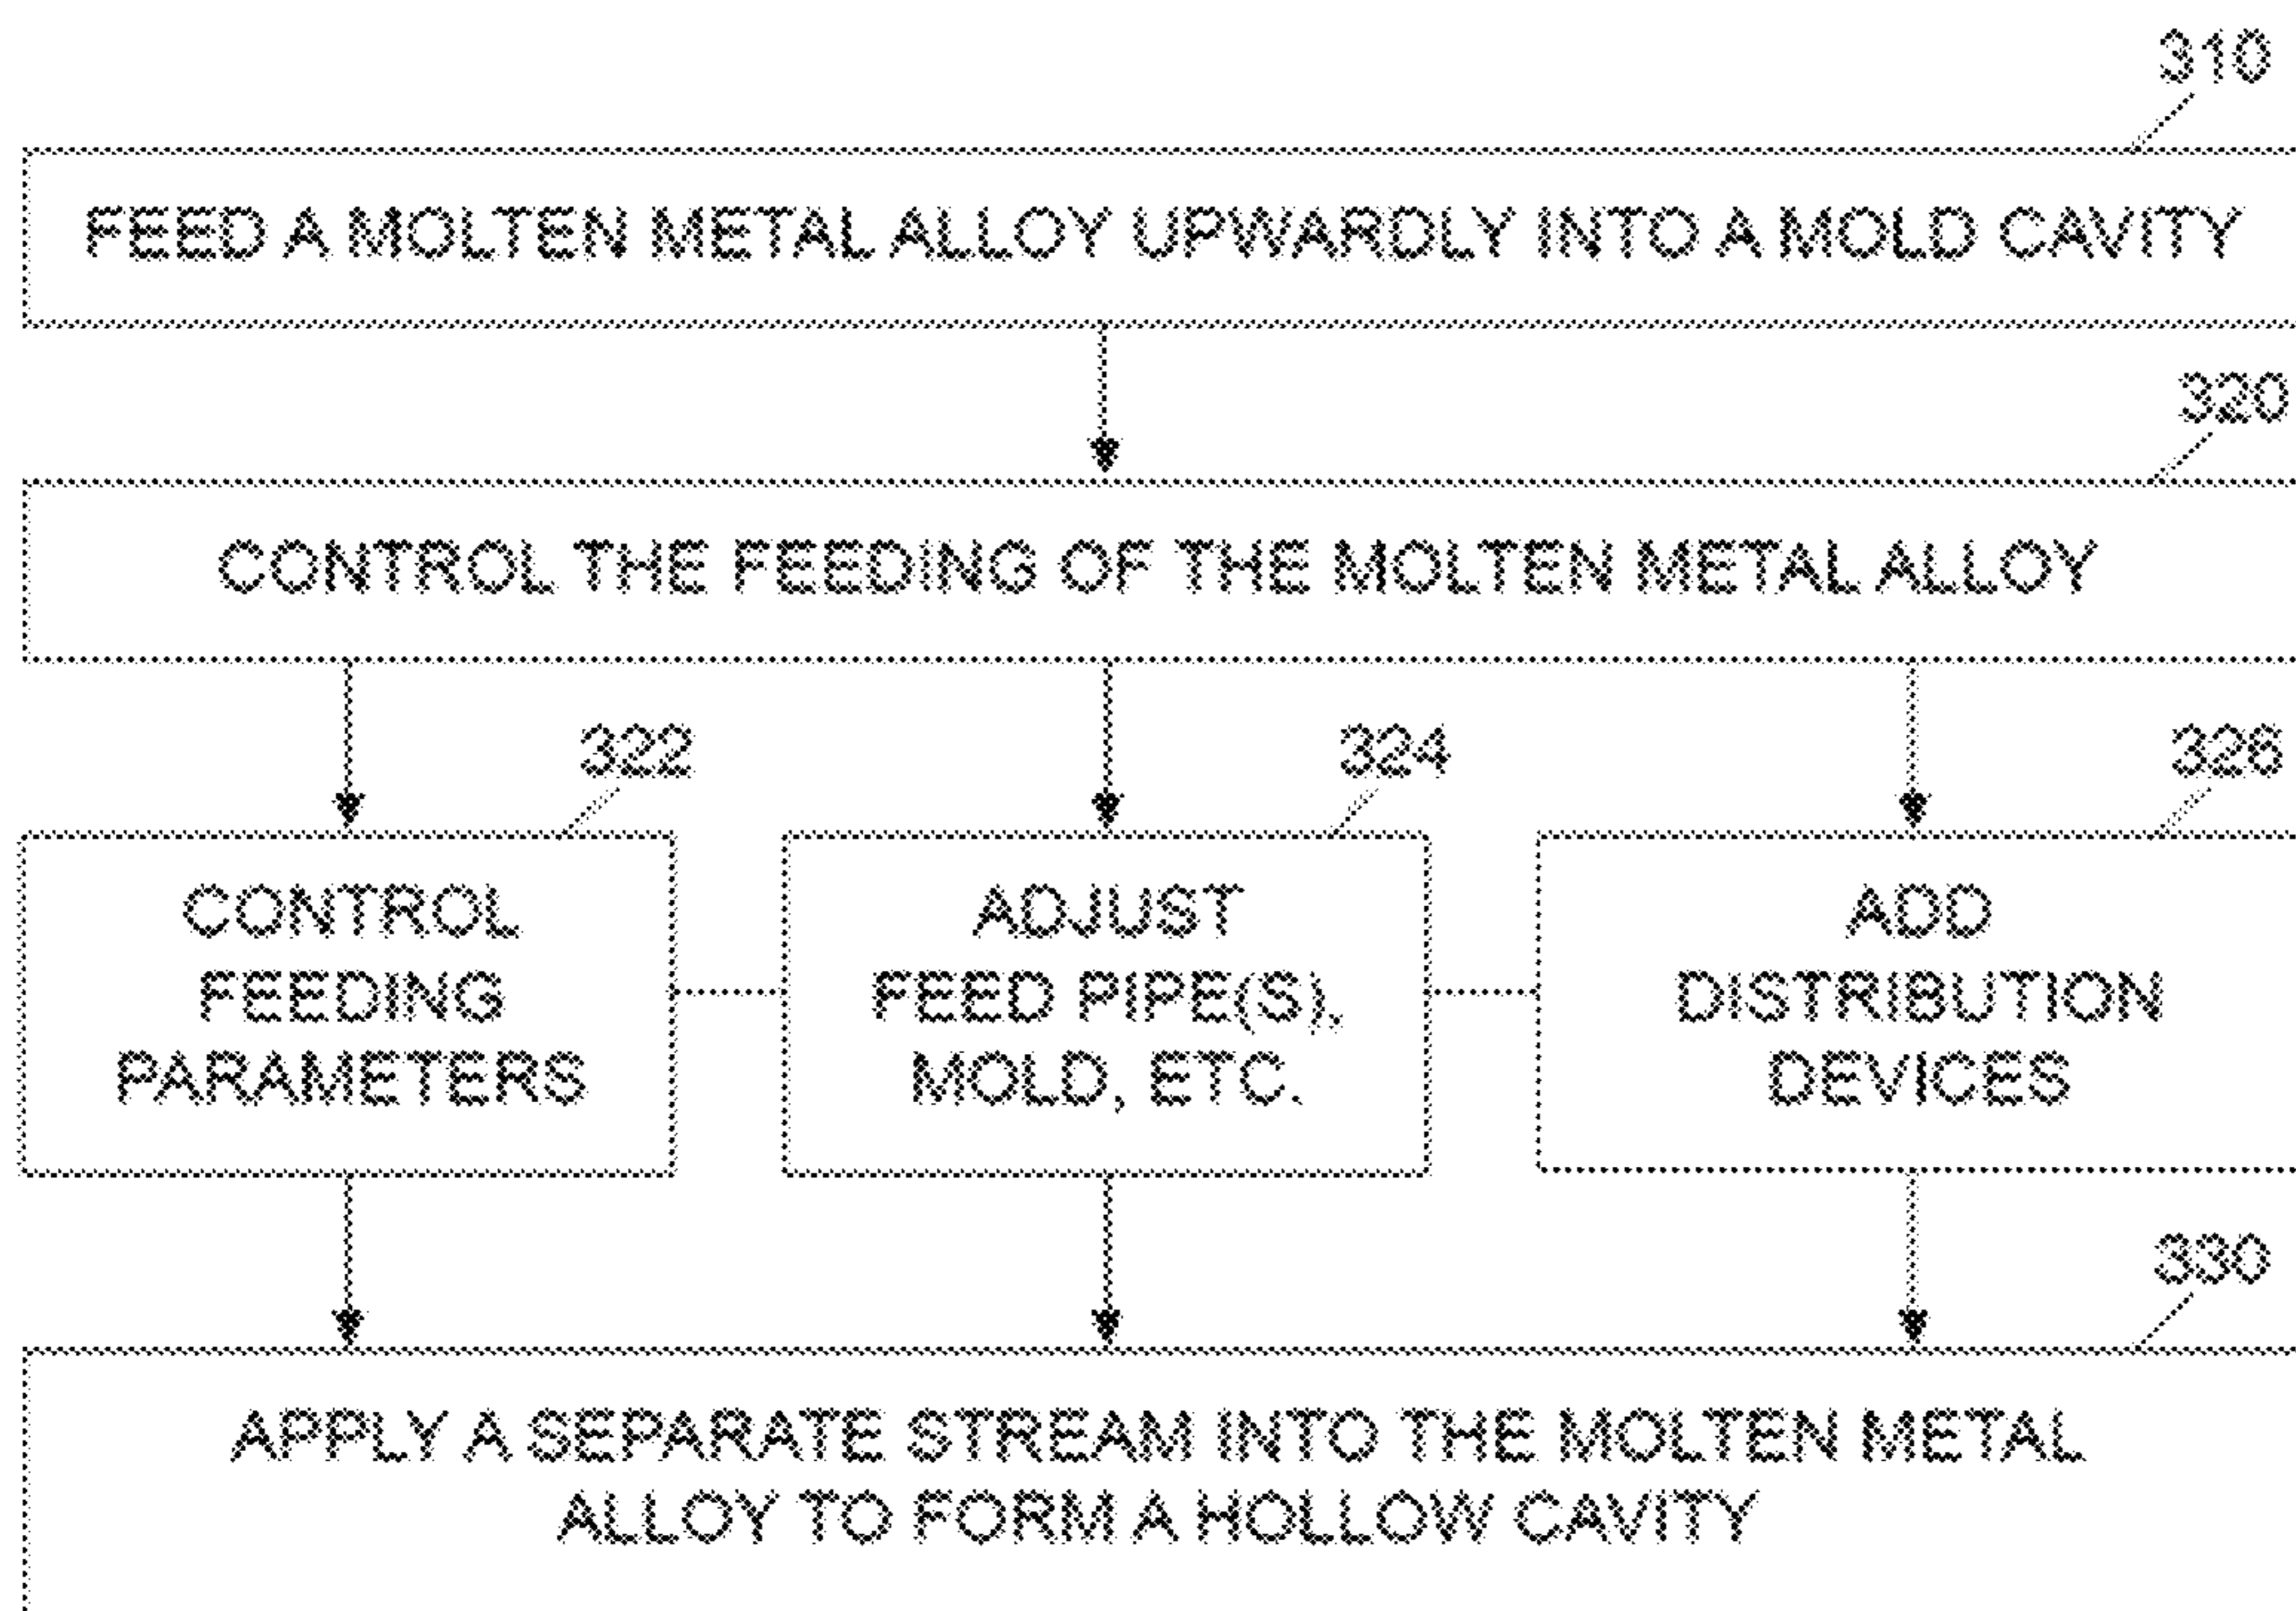 310
FEED A MOLTEN METAL ALLOY UPWARDLY INTO A MOLD CAVITY
320
CONTROL THE FEEDING OF THE MOLTEN METAL ALLOY
322
324
326
CONTROL
FEEDING
PARAMETERS
ADJUST
FEED PIPE(S),
MOLD, ETC.
ADD
DISTRIBUTION
DEVICES
330
APPLY A SEPARATE STREAM INTO THE MOLTEN METAL
ALLOY TO FORM A HOLLOW CAVITY